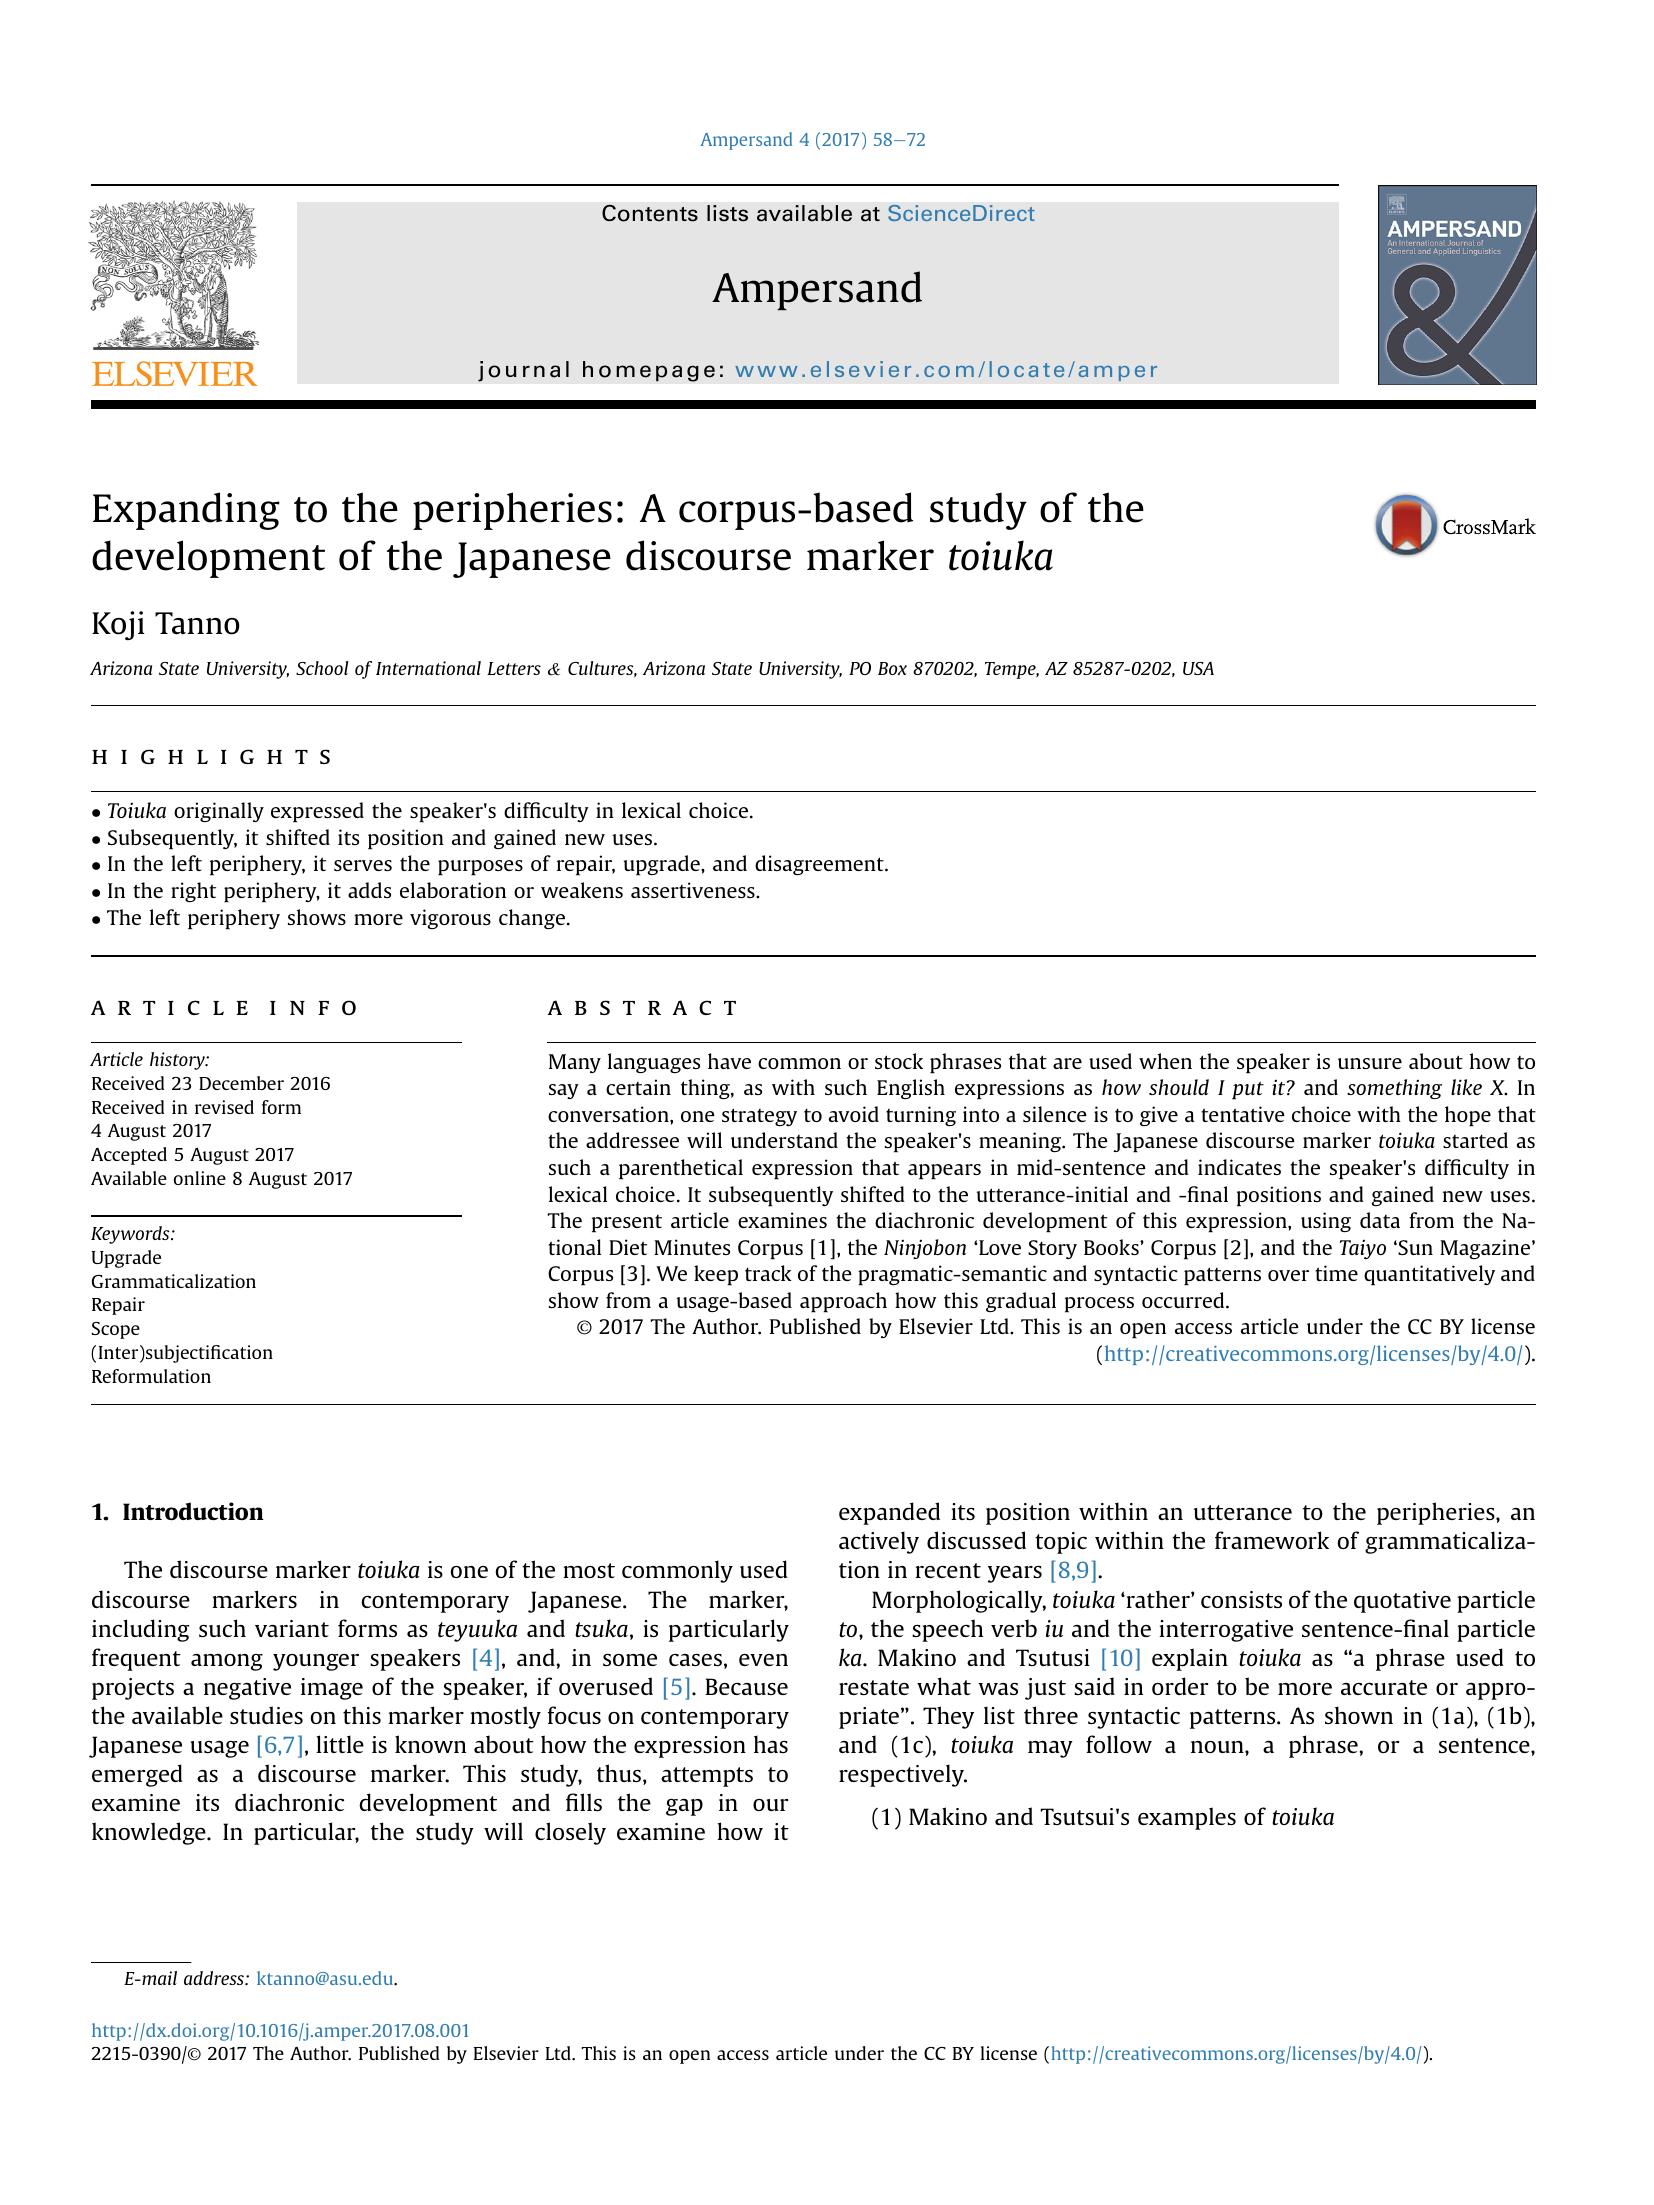 Ampersand 4 (2017) 58–72
Contents lists available at ScienceDirect
Ampersand
journal homepage: www.elsevier.com/locate/amper
NON SOLUS
ELSEVIER
AMPERSAND
An International Journal of
General and Applied Linguistics
&
Expanding to the peripheries: A corpus-based study of the
development of the Japanese discourse marker toiuka
CrossMark
Koji Tanno
Arizona State University, School of International Letters & Cultures, Arizona State University, PO Box 870202, Tempe, AZ 85287-0202, USA
HIGHLIGHTS
• Toiuka originally expressed the speaker's difficulty in lexical choice.
• Subsequently, it shifted its position and gained new uses.
• In the left periphery, it serves the purposes of repair, upgrade, and disagreement.
• In the right periphery, it adds elaboration or weakens assertiveness.
• The left periphery shows more vigorous change.
ARTICLE INFO
Article history:
Received 23 December 2016
Received in revised form
4 August 2017
Accepted 5 August 2017
Available online 8 August 2017
Keywords:
Upgrade
Grammaticalization
Repair
Scope
(Inter)subjectification
Reformulation
ABSTRACT
Many languages have common or stock phrases that are used when the speaker is unsure about how to
say a certain thing, as with such English expressions as how should I put it? and something like X. In
conversation, one strategy to avoid turning into a silence is to give a tentative choice with the hope that
the addressee will understand the speaker's meaning. The Japanese discourse marker toiuka started as
such a parenthetical expression that appears in mid-sentence and indicates the speaker's difficulty in
lexical choice. It subsequently shifted to the utterance-initial and -final positions and gained new uses.
The present article examines the diachronic development of this expression, using data from the Na-
tional Diet Minutes Corpus [1], the Ninjobon ‘Love Story Books’ Corpus [2], and the Taiyo ‘Sun Magazine’
Corpus [3]. We keep track of the pragmatic-semantic and syntactic patterns over time quantitatively and
show from a usage-based approach how this gradual process occurred.
© 2017 The Author. Published by Elsevier Ltd. This is an open access article under the CC BY license
(http://creativecommons.org/licenses/by/4.0/).
1. Introduction
The discourse marker toiuka is one of the most commonly used
discourse markers in contemporary Japanese. The marker,
including such variant forms as teyuuka and tsuka, is particularly
frequent among younger speakers [4], and, in some cases, even
projects a negative image of the speaker, if overused [5]. Because
the available studies on this marker mostly focus on contemporary
Japanese usage [6,7], little is known about how the expression has
emerged as a discourse marker. This study, thus, attempts to
examine its diachronic development and fills the gap in our
knowledge. In particular, the study will closely examine how it
expanded its position within an utterance to the peripheries, an
actively discussed topic within the framework of grammaticaliza-
tion in recent years [8,9].
Morphologically, toiuka ‘rather’ consists of the quotative particle
to, the speech verb iu and the interrogative sentence-final particle
ka. Makino and Tsutusi [10] explain toiuka as “a phrase used to
restate what was just said in order to be more accurate or appro-
priate”. They list three syntactic patterns. As shown in (1a), (1b),
and (1c), toiuka may follow a noun, a phrase, or a sentence,
respectively.
(1) Makino and Tsutsui's examples of toiuka
E-mail address: ktanno@asu.edu.
http://dx.doi.org/10.1016/j.amper.2017.08.001
2215-0390/© 2017 The Author. Published by Elsevier Ltd. This is an open access article under the CC BY license (http://creativecommons.org/licenses/by/4.0/).